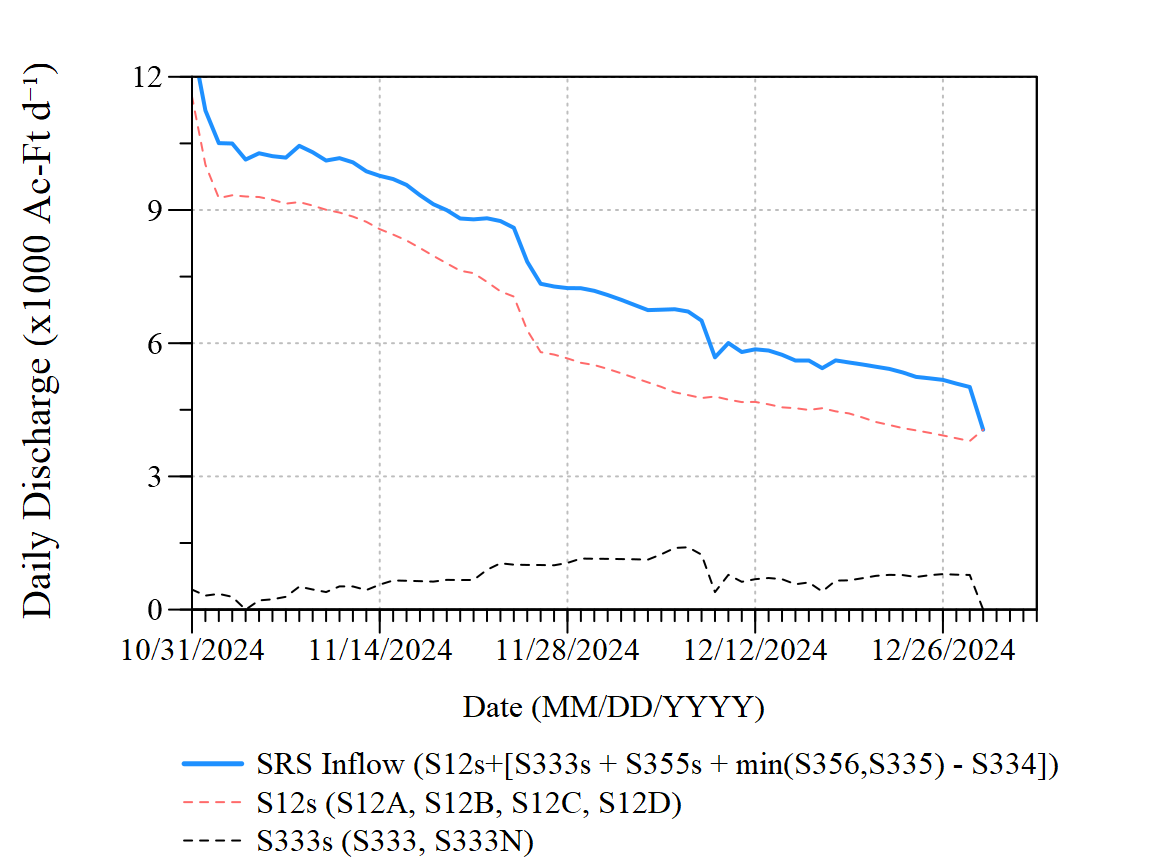 Daily Discharge (x1000 Ac-Ft d⁻¹)
12
9
6
3
0
10/31/2024 11/14/2024 11/28/2024 12/12/2024 12/26/2024
Date (MM/DD/YYYY)
SRS Inflow (S12s+[S333s + S355s + min(S356,S335) - S334])
S12s (S12A, S12B, S12C, S12D)
S333s (S333, S333N)